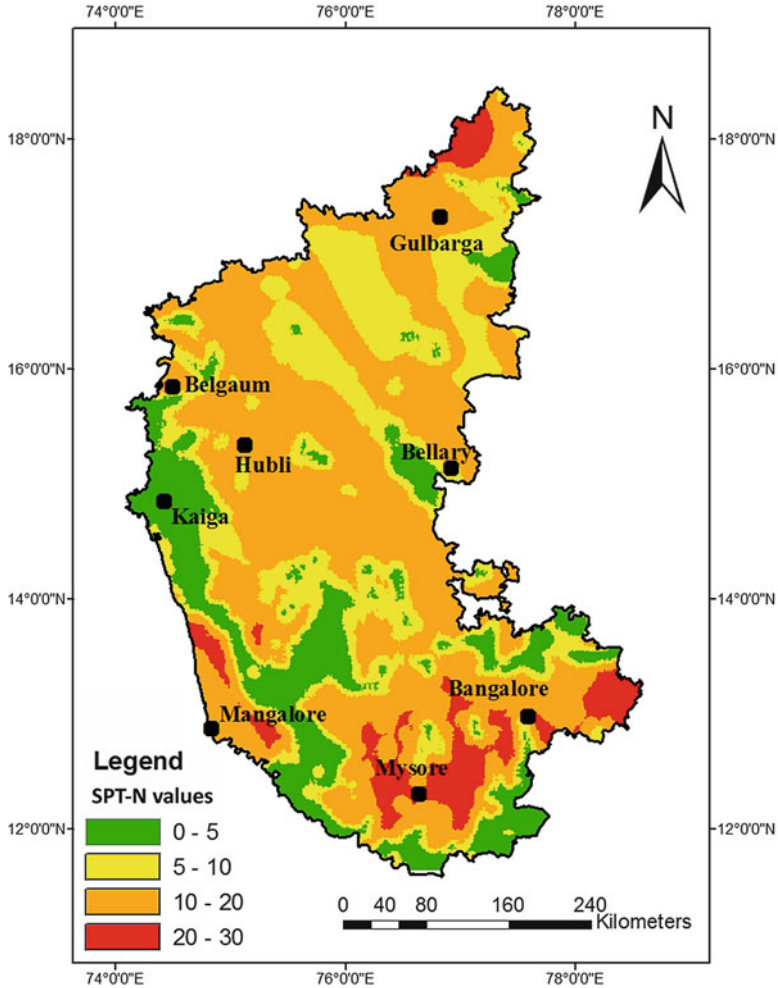 74°0'0"E 76°0'0"E 78°0'0"E
N
18°0'0"N 18°0'0"N
Gulbarga
16°0'0"N 16°0'0"N
Belgaum
Bellary
Hubli
Kaiga
14°0'0"N 14°0'0"N
Bangalore
Mangalore
Mysore
12°0'0"N 12°0'0"N
Legend
SPT-N values
0 - 5
5 - 10
10 - 20
20 - 30
0 40 80 160 240
Kilometers
74°0'0"E 76°0'0"E 78°0'0"E